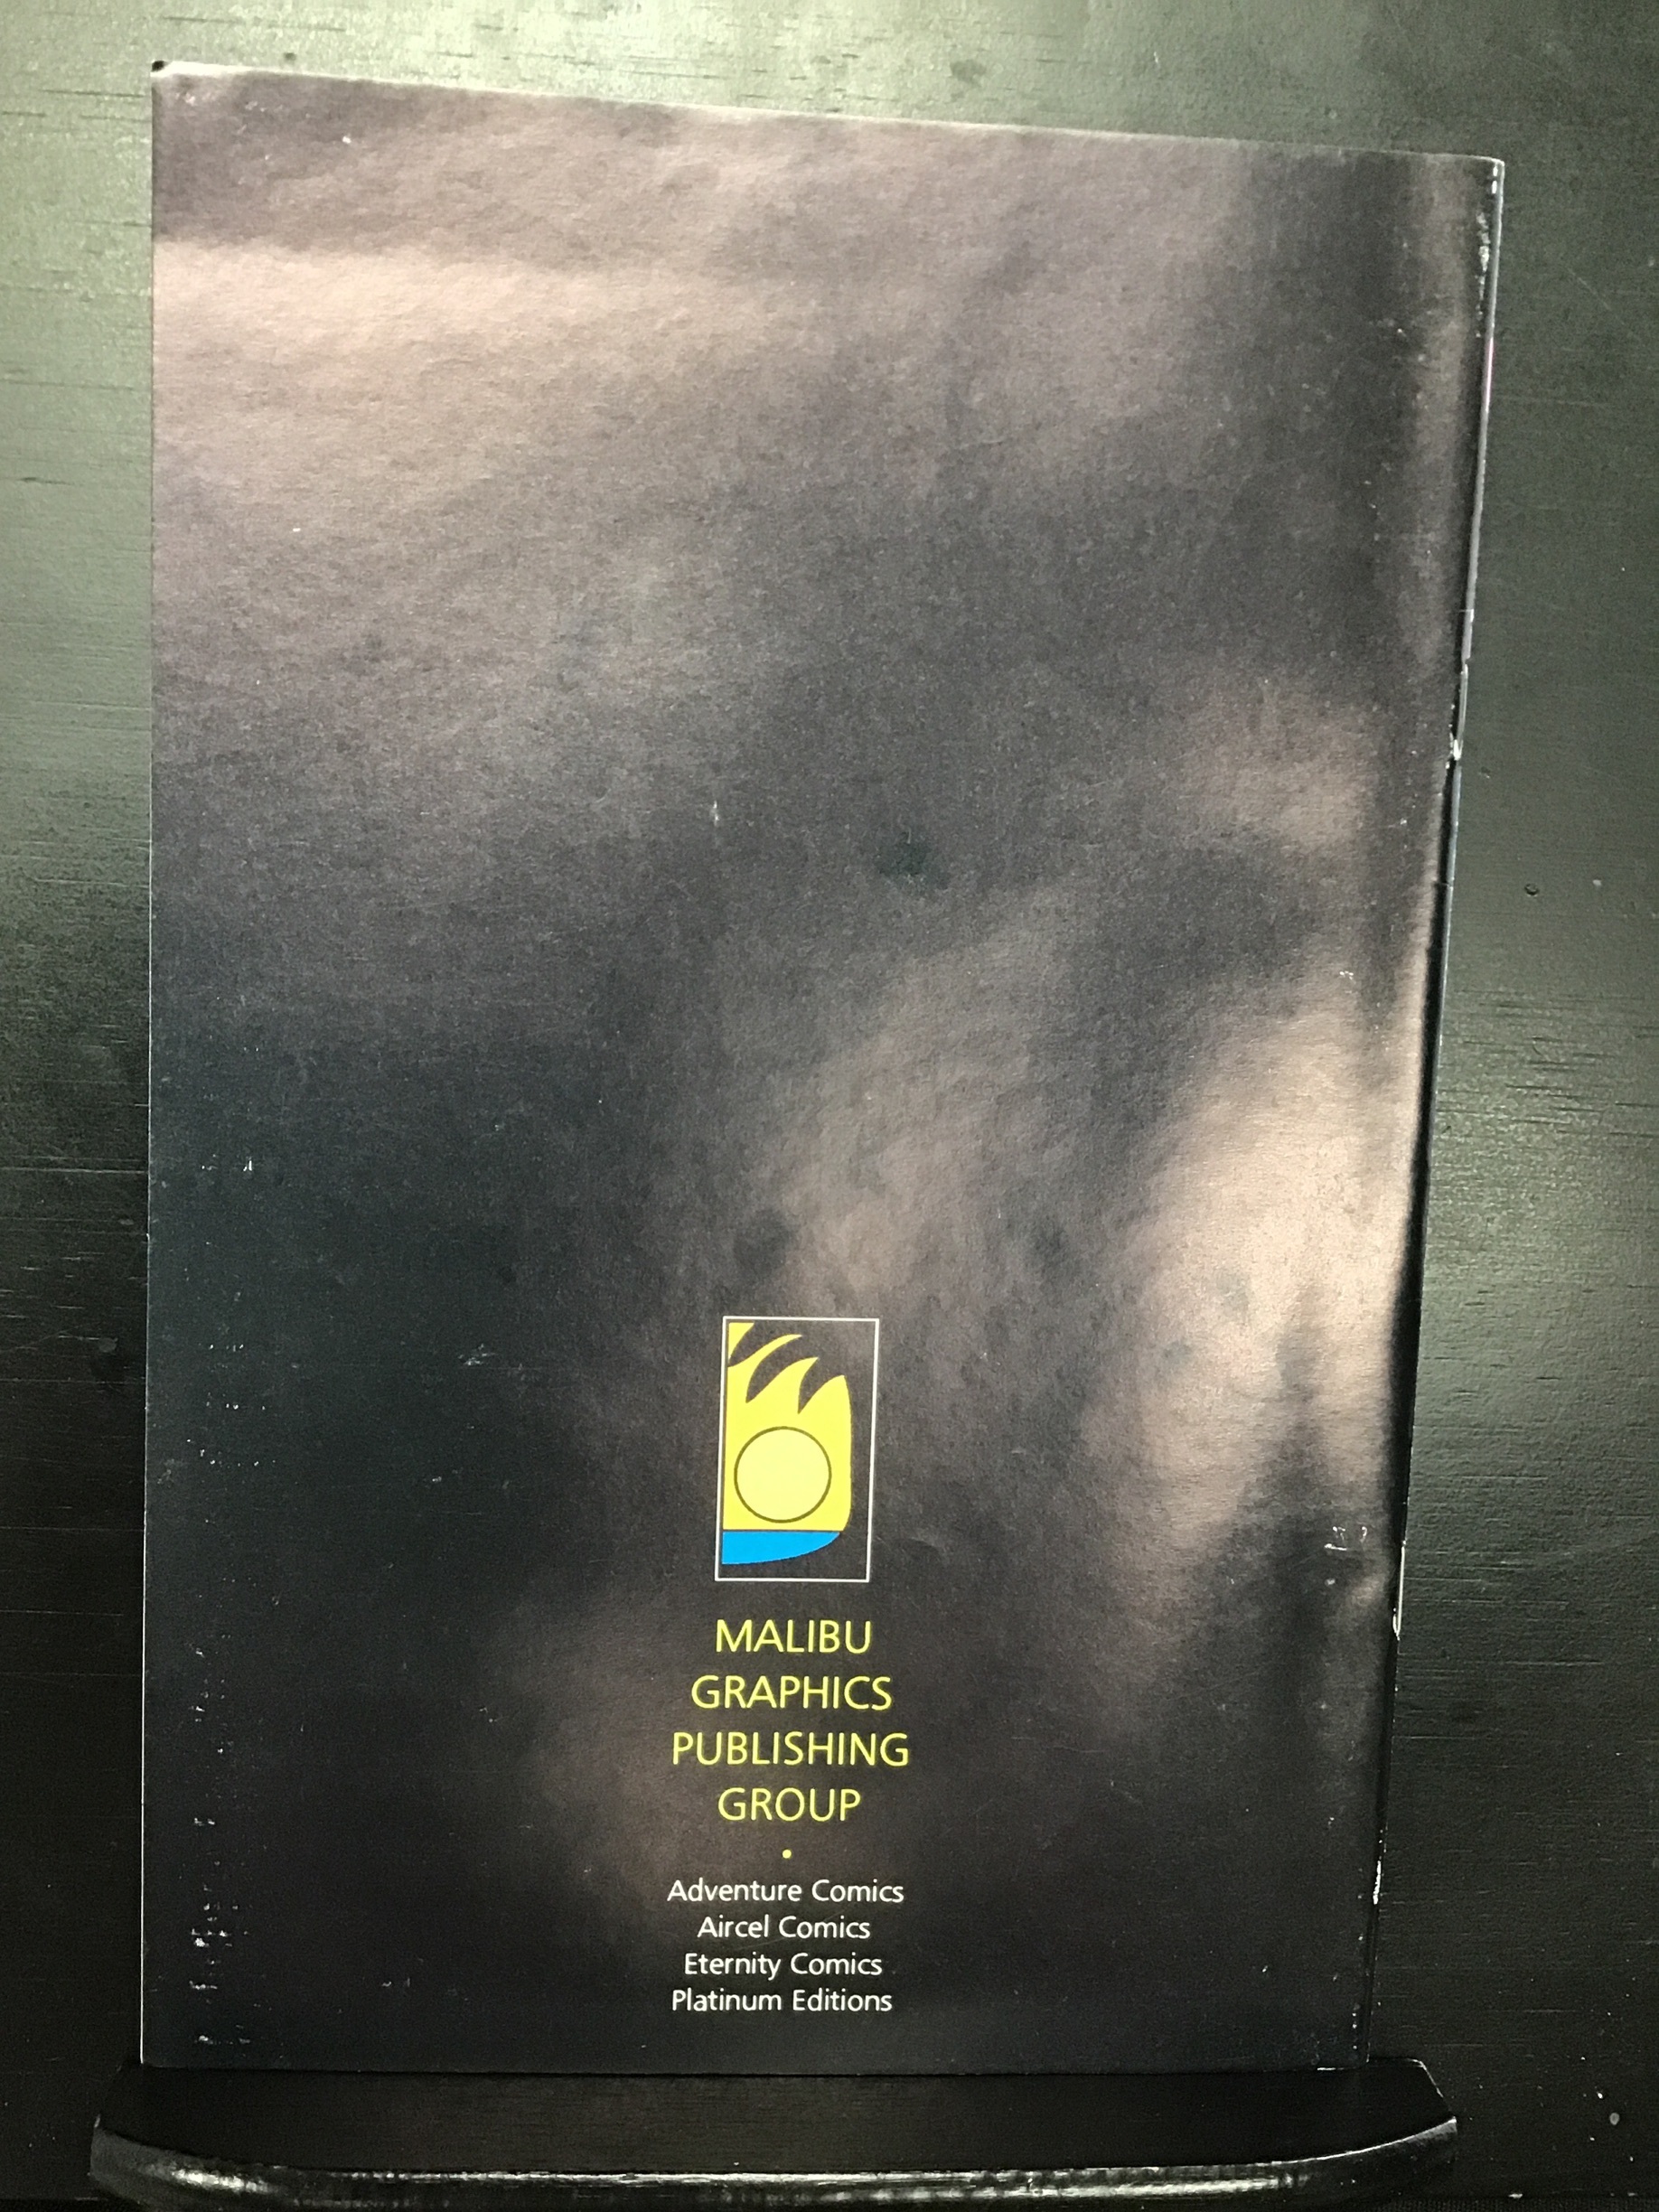 MALIBU
GRAPHICS
PUBLISHING
GROUP
•
Adventure Comics
Aircel Comics
Eternity Comics
Platinum Editions